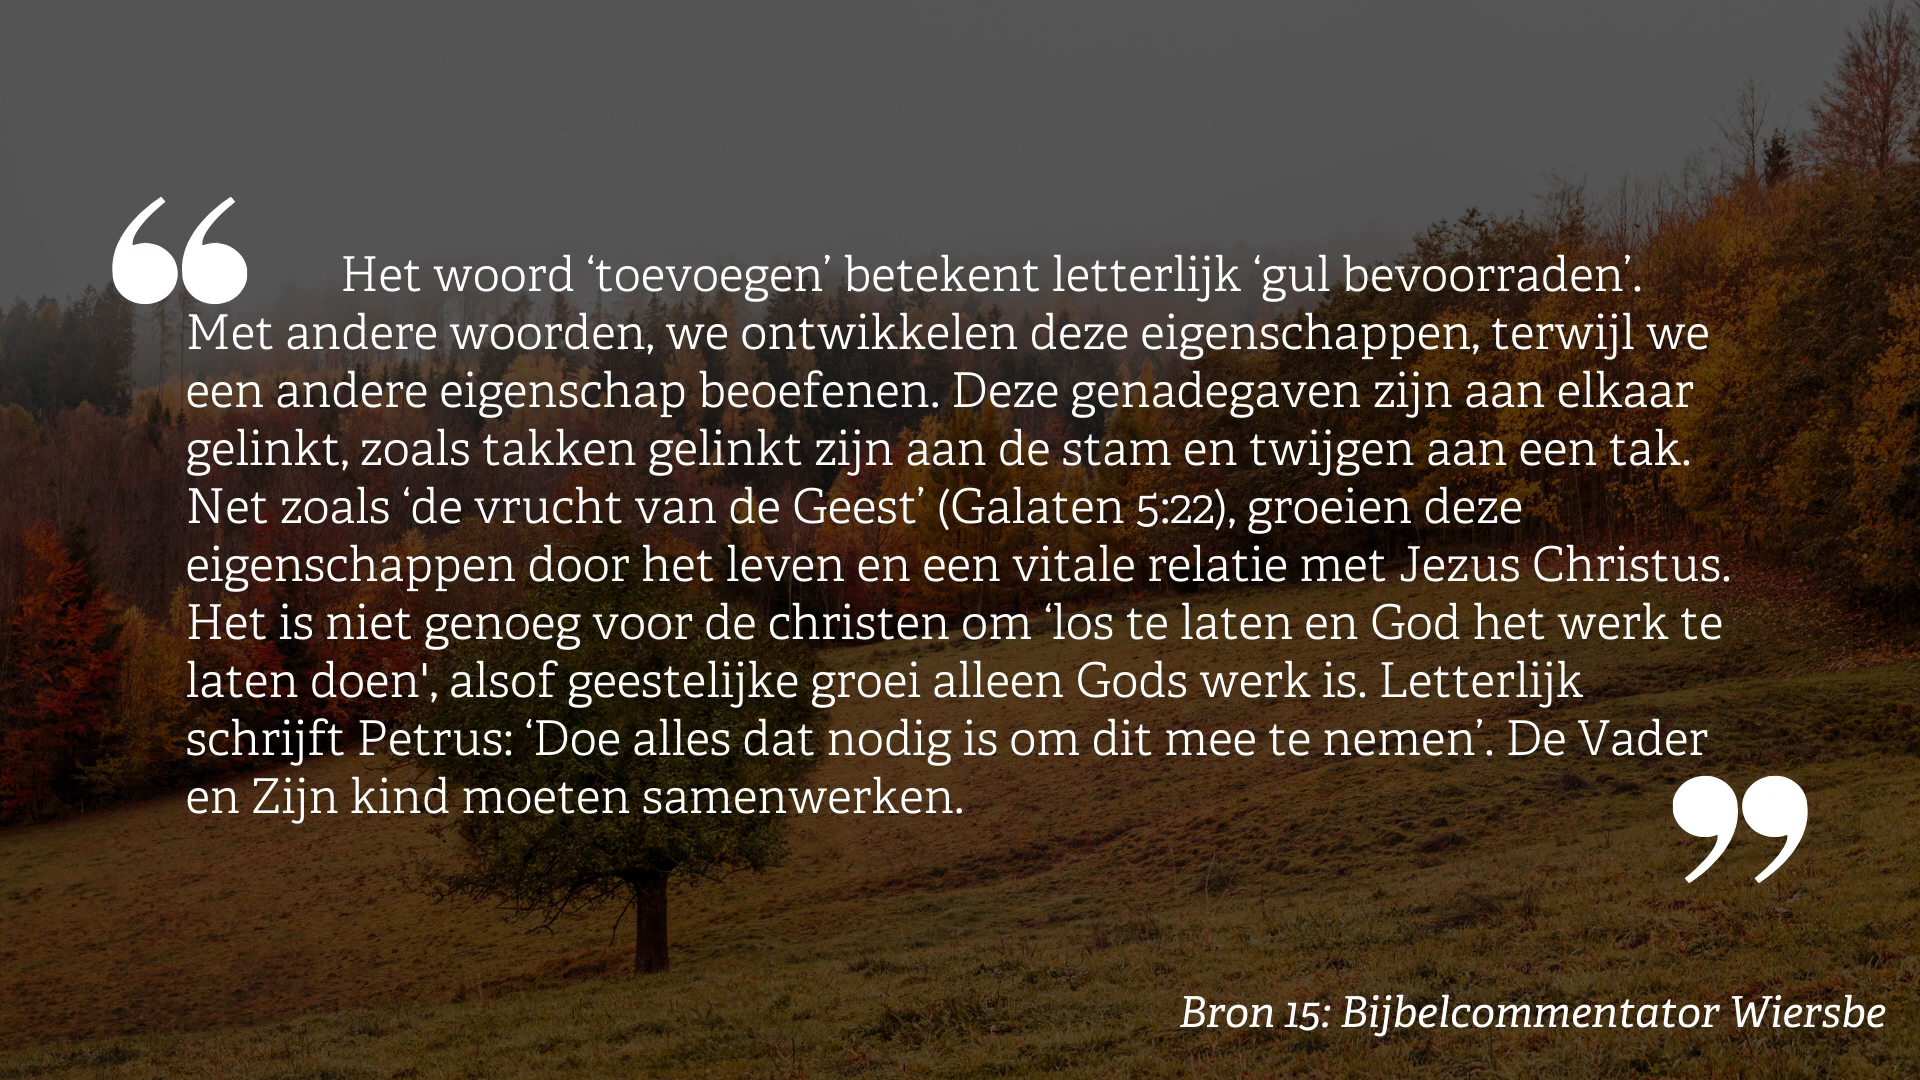 “ Het woord ‘toevoegen’ betekent letterlijk ‘gul bevoorraden’.
Met andere woorden, we ontwikkelen deze eigenschappen, terwijl we
een andere eigenschap beoefenen. Deze genadegaven zijn aan elkaar
gelinkt, zoals takken gelinkt zijn aan de stam en twijgen aan een tak.
Net zoals ‘de vrucht van de Geest’ (Galaten 5:22), groeien deze
eigenschappen door het leven en een vitale relatie met Jezus Christus.
Het is niet genoeg voor de christen om ‘los te laten en God het werk te
laten doen', alsof geestelijke groei alleen Gods werk is. Letterlijk
schrijft Petrus: ‘Doe alles dat nodig is om dit mee te nemen’. De Vader
en Zijn kind moeten samenwerken. ”
Bron 15: Bijbelcommentator Wiersbe